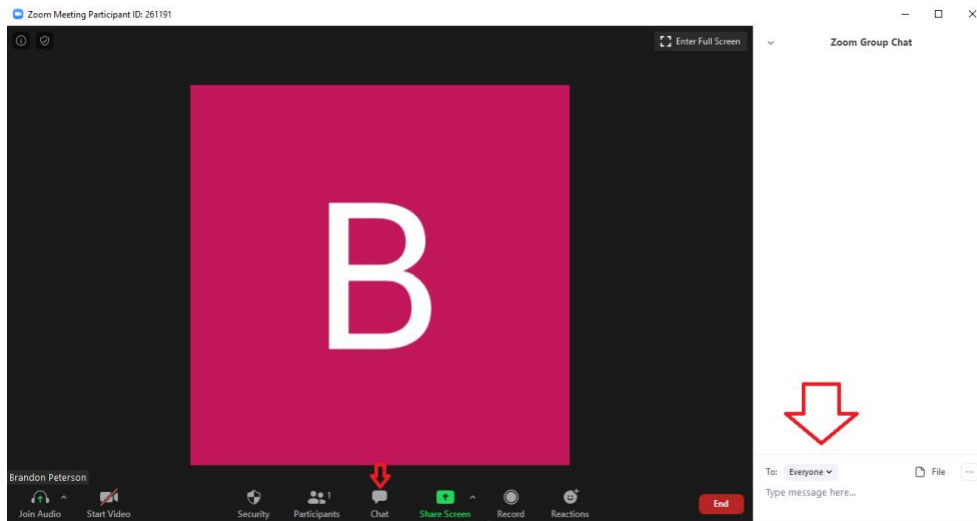 Zoom Meeting Participant ID: 261191
Enter Full Screen
Zoom Group Chat
B
Brandon Peterson
To: Everyone
File
Type message here...
Join Audio
Start Video
Security
Participants
1
Chat
Share Screen
Record
Reactions
End